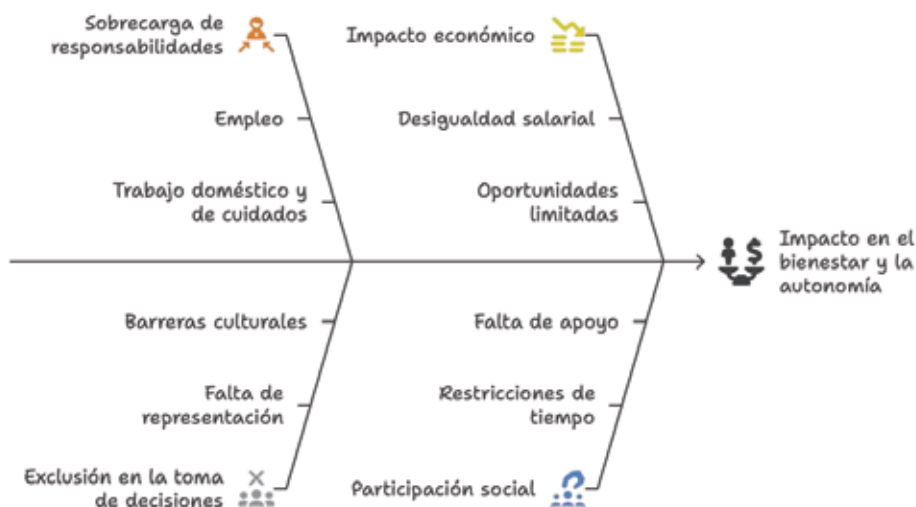 Sobrecarga de
responsabilidades
Empleo
Trabajo doméstico y
de cuidados
Impacto económico
Desigualdad salarial
Oportunidades
limitadas
Impacto en el
bienestar y la
autonomía
Barreras culturales
Falta de
representación
Exclusión en la toma
de decisiones
Falta de apoyo
Restricciones de
tiempo
Participación social